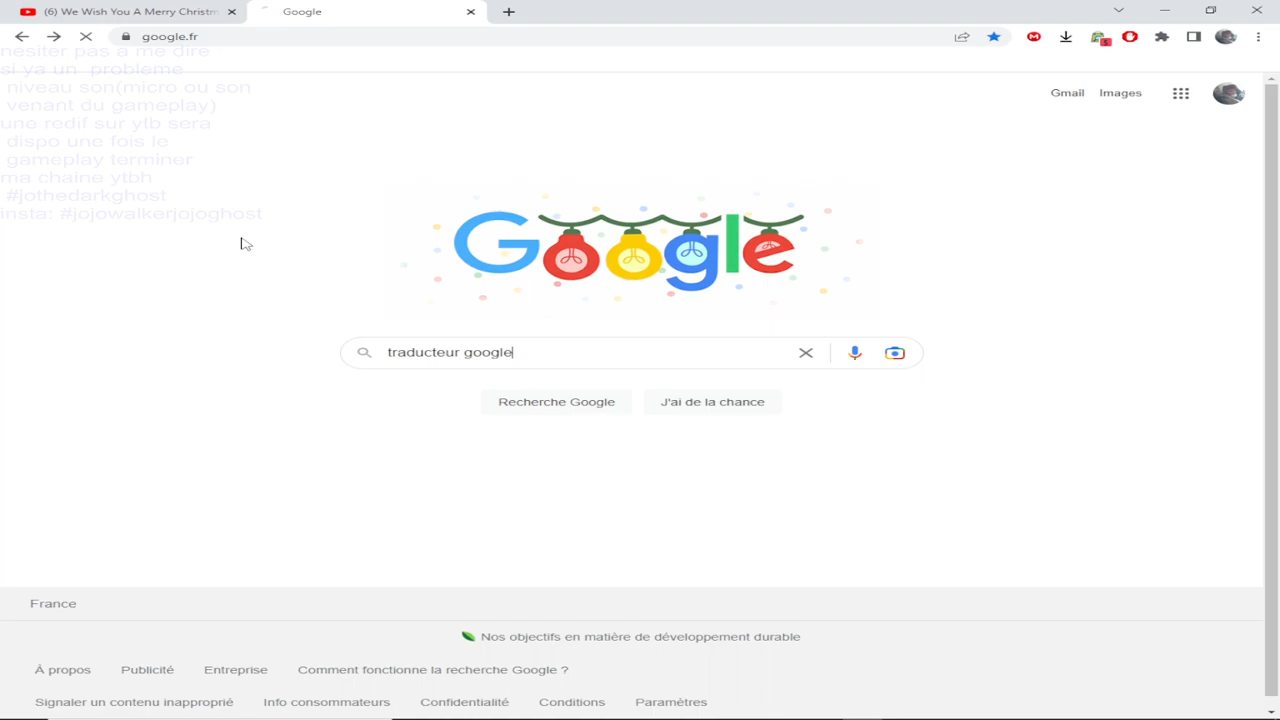 (6) We Wish You A Merry Christm
Google
google.fr
nesiter pas a me dire
si ya un probleme
niveau son(micro ou son
venant du gameplay)
une redif sur ytb sera
dispo une fois le
gameplay terminer
ma chaine ytbh
#jothedarkghost
insta: #jojowalkerjojoghost
Gmail Images
Google
traducteur google
Recherche Google J'ai de la chance
France
Nos objectifs en matière de développement durable
À propos Publicité Entreprise Comment fonctionne la recherche Google ?
Signaler un contenu inapproprié Info consommateurs Confidentialité Conditions Paramètres